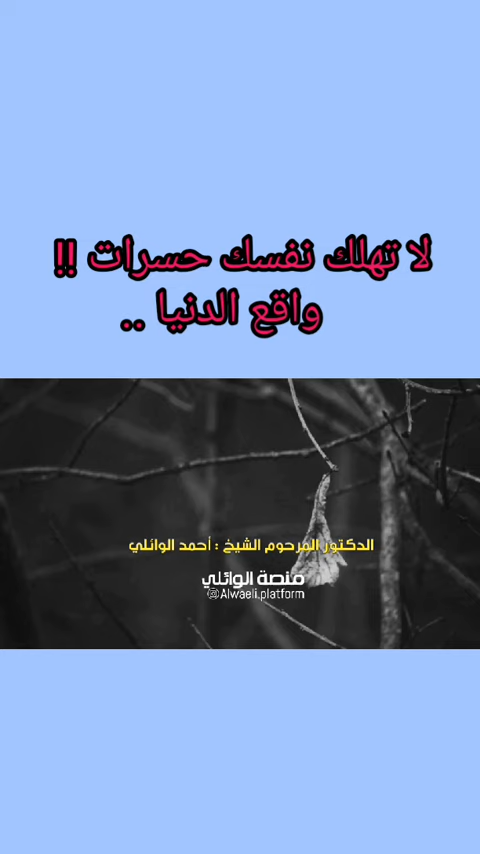 لا تهلك نفسك حسرات !!
واقع الدنيا ..
الدكتور المرحوم الشيخ : أحمد الوائلي
منصة الوائلي
@Alwaeli.platform